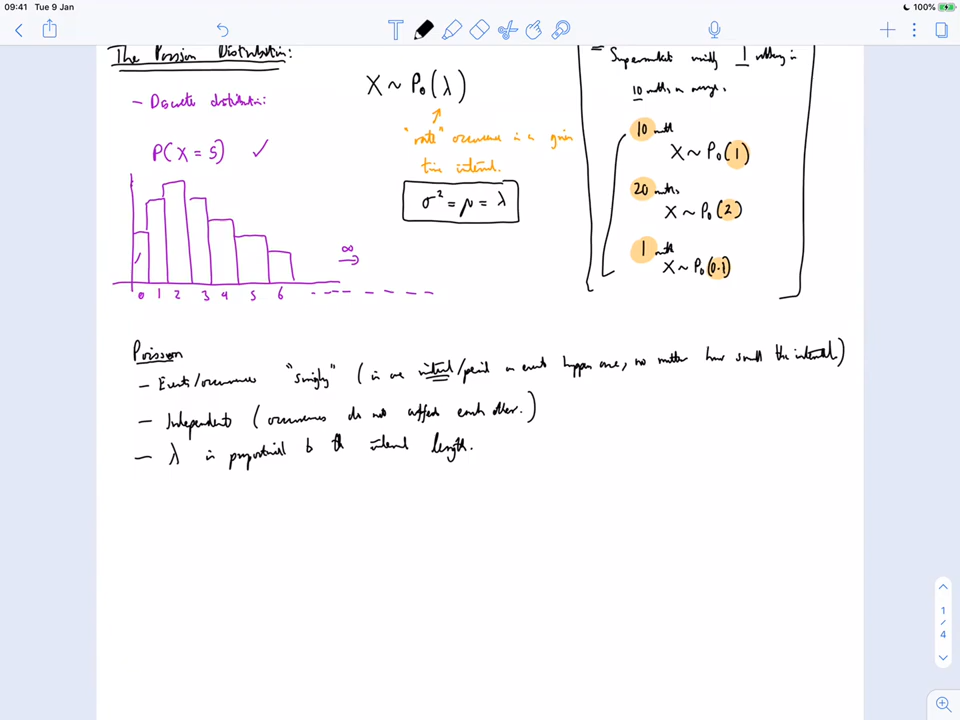 09:41 Tue 9 Jan
100%
The Poisson Distribution:
- Discrete distribution:
P(X = 5) ✓
0 1 2 3 4 5 6
∞
X ~ Po(λ)
"rate" occurrence in a given
time interval.
σ² = μ = λ
= Supermarket 1 robbery in
10 months on average.
10 months
X ~ Po(1)
20 months
X ~ Po(2)
1 month
X ~ Po(0.1)
Poisson
- Events/occurrences "singly" (in one interval/period an event happens once, no matter how small the interval.)
- Independents (occurrences do not affect each other.)
- λ is proportional to the interval length.
1
/
4